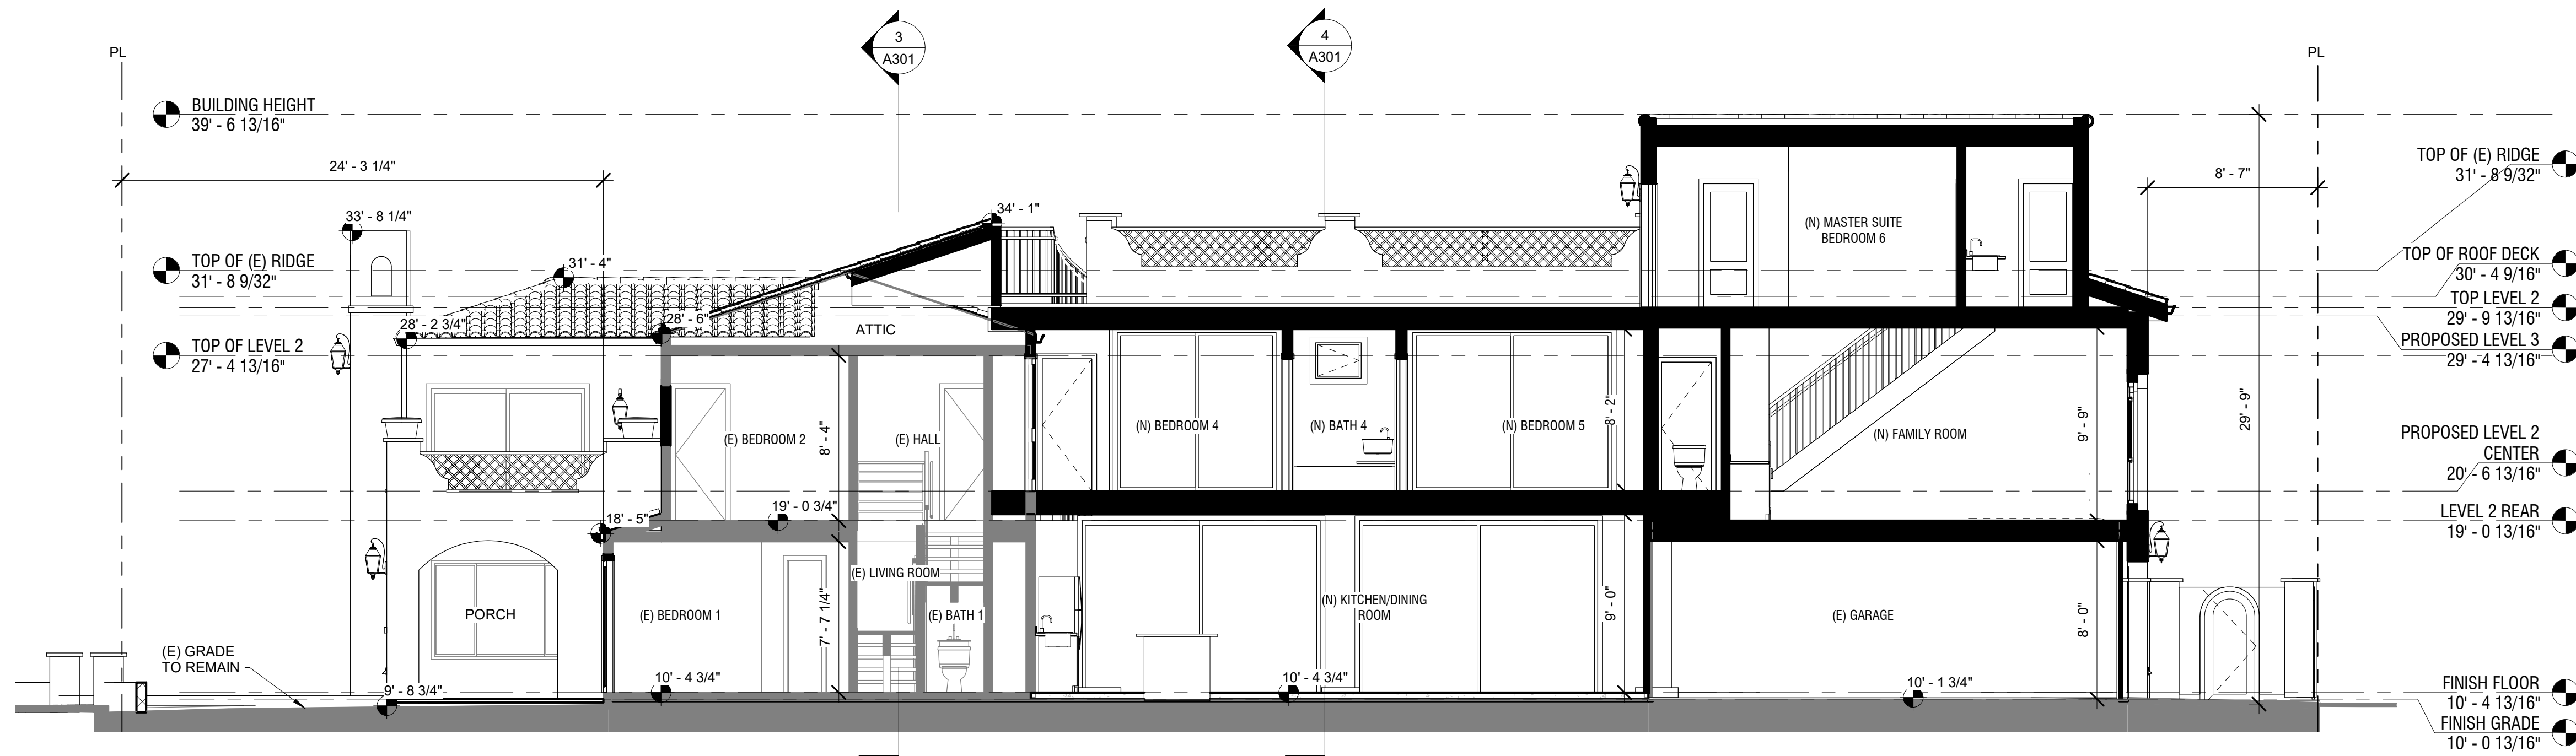 3
A301
4
A301
PL
PL
BUILDING HEIGHT
39' - 6 13/16"
24' - 3 1/4"
8' - 7"
TOP OF (E) RIDGE
31' - 8 9/32"
33' - 8 1/4"
34' - 1"
(N) MASTER SUITE
BEDROOM 6
TOP OF (E) RIDGE
31' - 8 9/32"
31' - 4"
TOP OF ROOF DECK
30' - 4 9/16"
TOP LEVEL 2
29' - 9 13/16"
28' - 2 3/4"
28' - 6"
ATTIC
TOP OF LEVEL 2
27' - 4 13/16"
PROPOSED LEVEL 3
29' - 4 13/16"
(E) BEDROOM 2
8' - 4"
(E) HALL
(N) BEDROOM 4
(N) BATH 4
(N) BEDROOM 5
8' - 2"
(N) FAMILY ROOM
9' - 9"
29' - 9"
PROPOSED LEVEL 2
CENTER
20' - 6 13/16"
19' - 0 3/4"
18' - 5"
LEVEL 2 REAR
19' - 0 13/16"
PORCH
(E) BEDROOM 1
7' - 7 1/4"
(E) LIVING ROOM
(E) BATH 1
(N) KITCHEN/DINING
ROOM
9' - 0"
(E) GARAGE
8' - 0"
(E) GRADE
TO REMAIN
9' - 8 3/4"
10' - 4 3/4"
10' - 4 3/4"
10' - 1 3/4"
FINISH FLOOR
10' - 4 13/16"
FINISH GRADE
10' - 0 13/16"